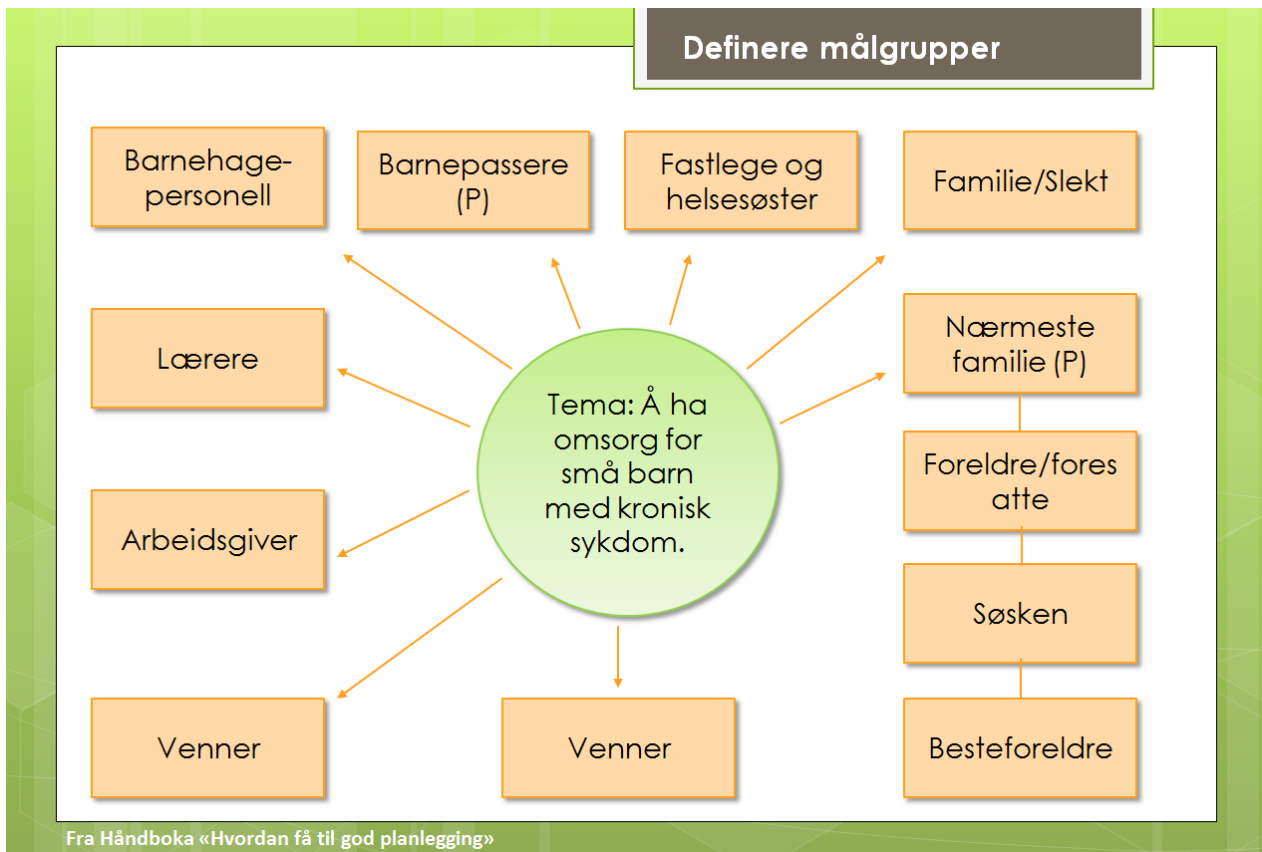 Definere målgrupper
Barnehage-
personell
Barnepassere
(P)
Fastlege og
helsesøster
Familie/Slekt
Lærere
Nærmeste
familie (P)
Tema: Å ha
omsorg for
små barn
med kronisk
sykdom.
Foreldre/fores
atte
Arbeidsgiver
Søsken
Venner
Venner
Besteforeldre
Fra Håndboka «Hvordan få til god planlegging»